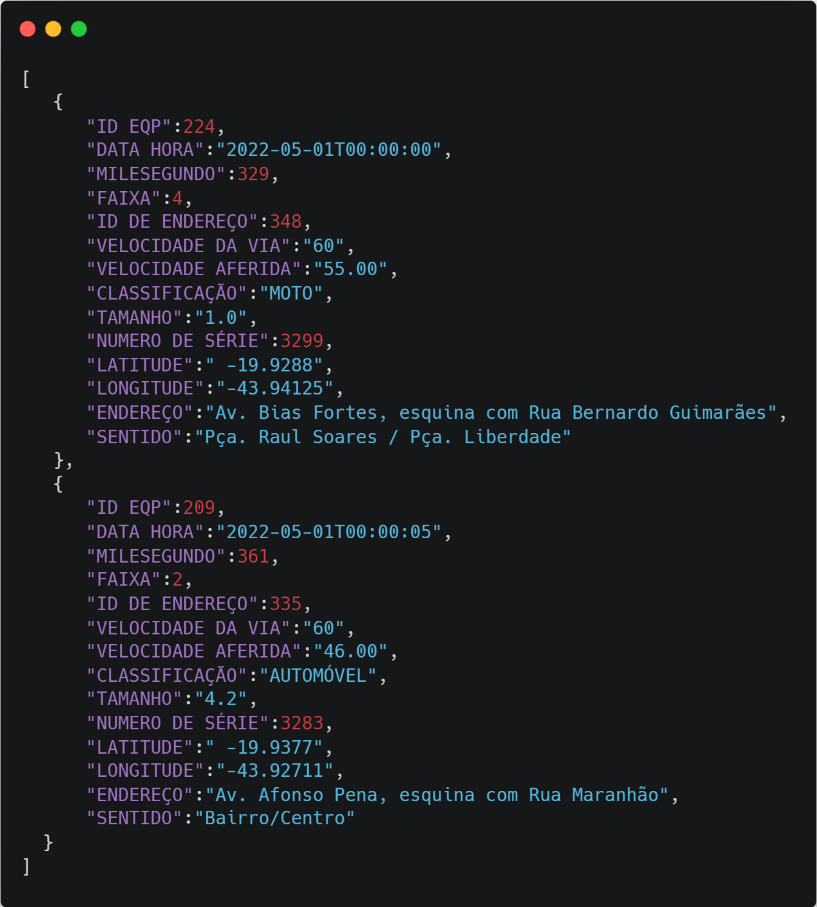 [
{
"ID EQP":224,
"DATA HORA":"2022-05-01T00:00:00",
"MILESEGUNDO":329,
"FAIXA":4,
"ID DE ENDEREÇO":348,
"VELOCIDADE DA VIA":"60",
"VELOCIDADE AFERIDA":"55.00",
"CLASSIFICAÇÃO":"MOTO",
"TAMANHO":"1.0",
"NUMERO DE SÉRIE":3299,
"LATITUDE":" -19.9288",
"LONGITUDE":"-43.94125",
"ENDEREÇO":"Av. Bias Fortes, esquina com Rua Bernardo Guimarães",
"SENTIDO":"Pça. Raul Soares / Pça. Liberdade"
},
{
"ID EQP":209,
"DATA HORA":"2022-05-01T00:00:05",
"MILESEGUNDO":361,
"FAIXA":2,
"ID DE ENDEREÇO":335,
"VELOCIDADE DA VIA":"60",
"VELOCIDADE AFERIDA":"46.00",
"CLASSIFICAÇÃO":"AUTOMÓVEL",
"TAMANHO":"4.2",
"NUMERO DE SÉRIE":3283,
"LATITUDE":" -19.9377",
"LONGITUDE":"-43.92711",
"ENDEREÇO":"Av. Afonso Pena, esquina com Rua Maranhão",
"SENTIDO":"Bairro/Centro"
}
]